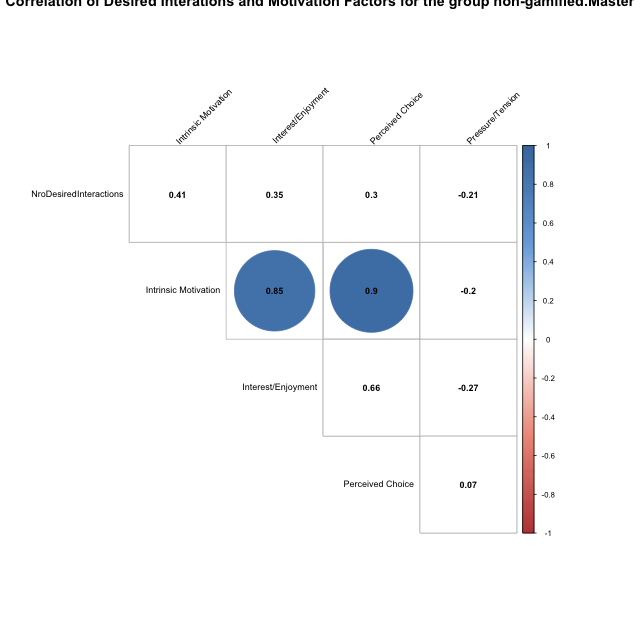 Correlation of Desired Interations and Motivation Factors for the group non-gamified.Master
Intrinsic Motivation
Interest/Enjoyment
Perceived Choice
Pressure/Tension
NroDesiredInteractions 0.41 0.35 0.3 -0.21
Intrinsic Motivation 0.85 0.9 -0.2
Interest/Enjoyment 0.66 -0.27
Perceived Choice 0.07
1
0.8
0.6
0.4
0.2
0
-0.2
-0.4
-0.6
-0.8
-1